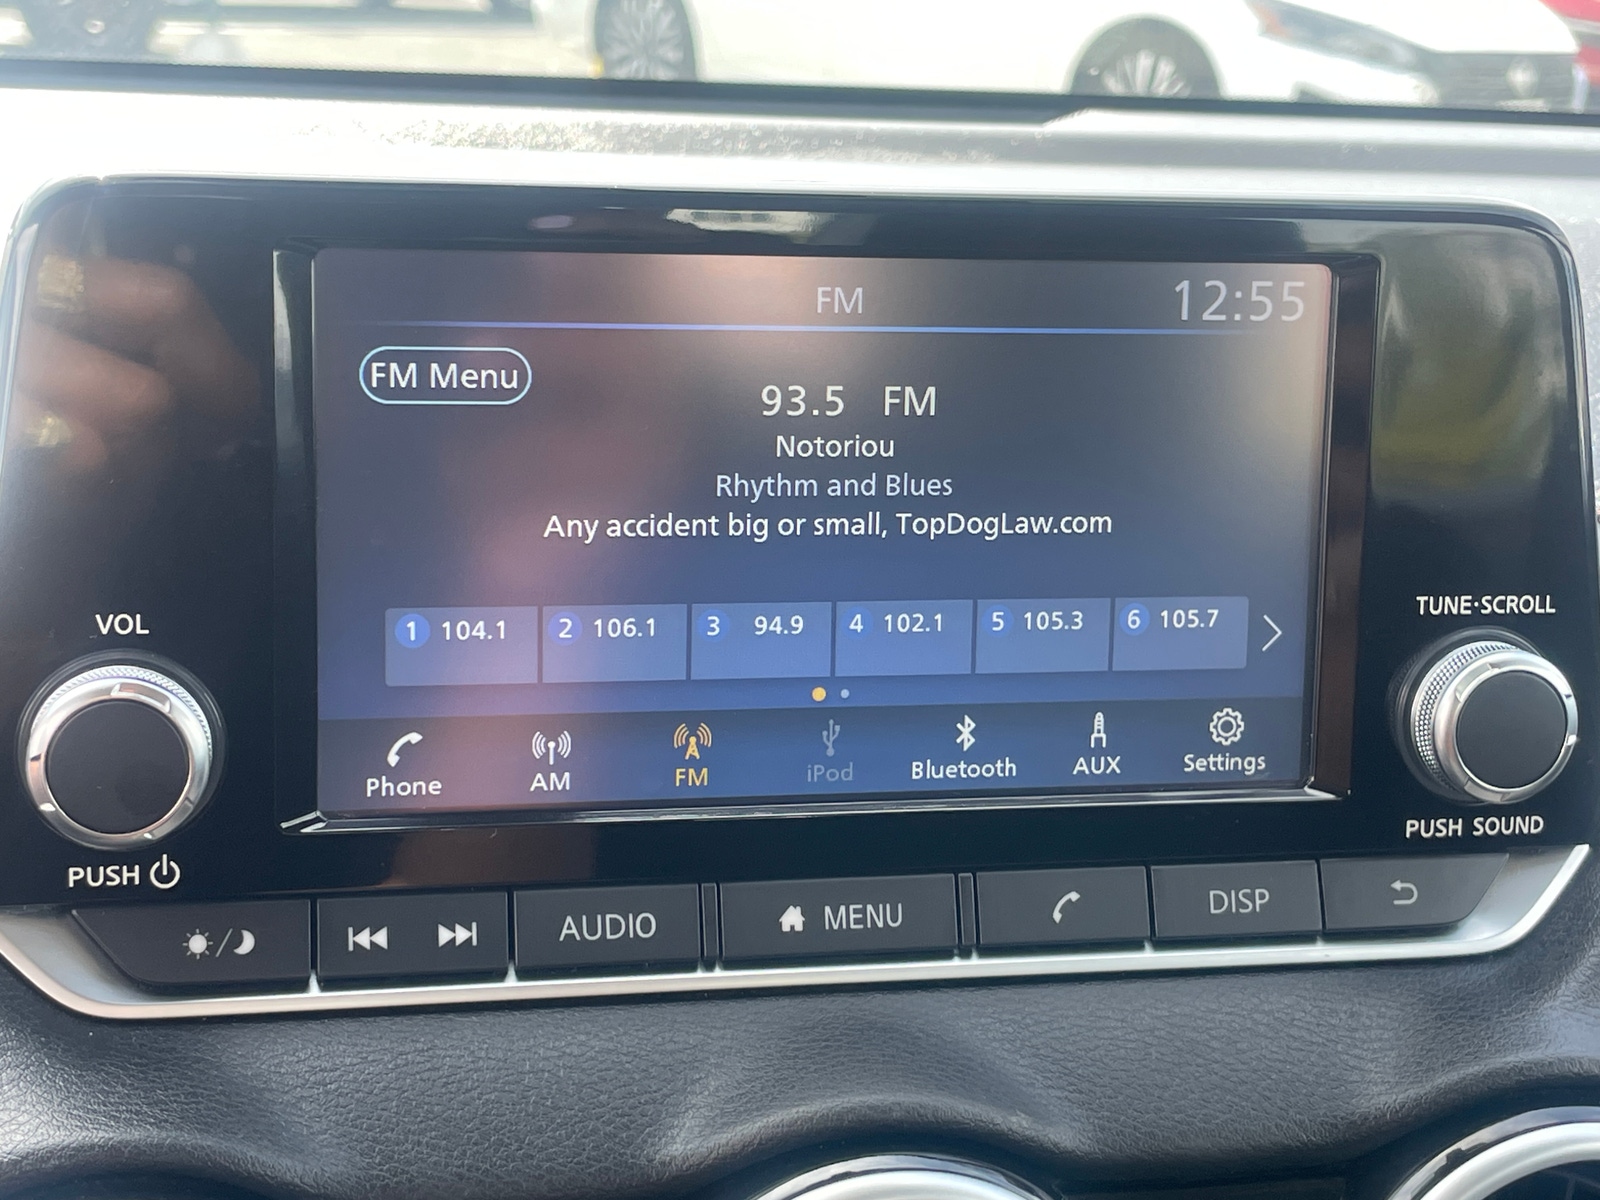 FM 12:55
FM Menu
93.5 FM
Notoriou
Rhythm and Blues
Any accident big or small, TopDogLaw.com
1 104.1 2 106.1 3 94.9 4 102.1 5 105.3 6 105.7
Phone AM FM iPod Bluetooth AUX Settings
VOL
PUSH
TUNE·SCROLL
PUSH SOUND
AUDIO MENU DISP